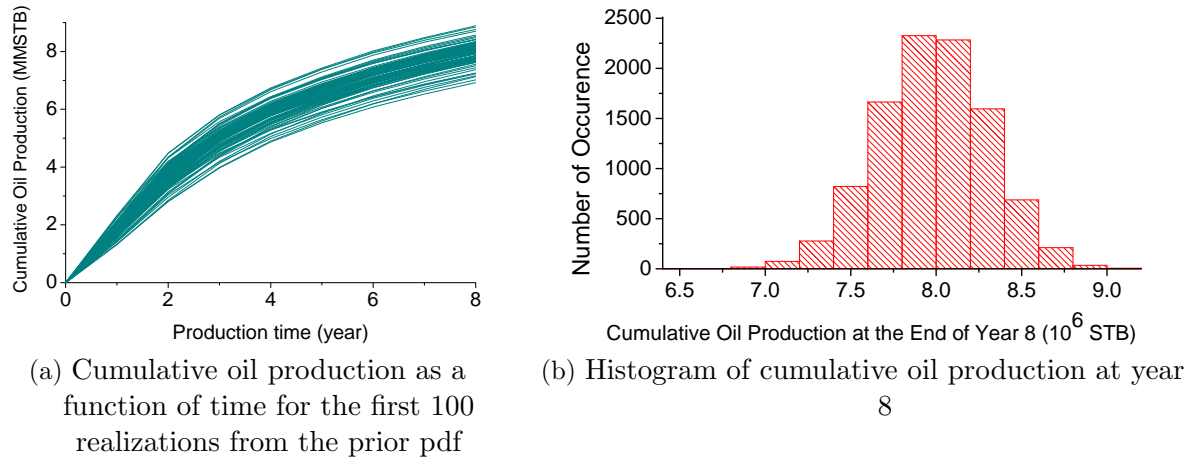 Cumulative Oil Production (MMSTB)
8
6
4
2
0
0 2 4 6 8
Production time (year)
(a) Cumulative oil production as a
function of time for the first 100
realizations from the prior pdf
Number of Occurence
2500
2000
1500
1000
500
0
6.5 7.0 7.5 8.0 8.5 9.0
Cumulative Oil Production at the End of Year 8 (10^6 STB)
(b) Histogram of cumulative oil production at year
8